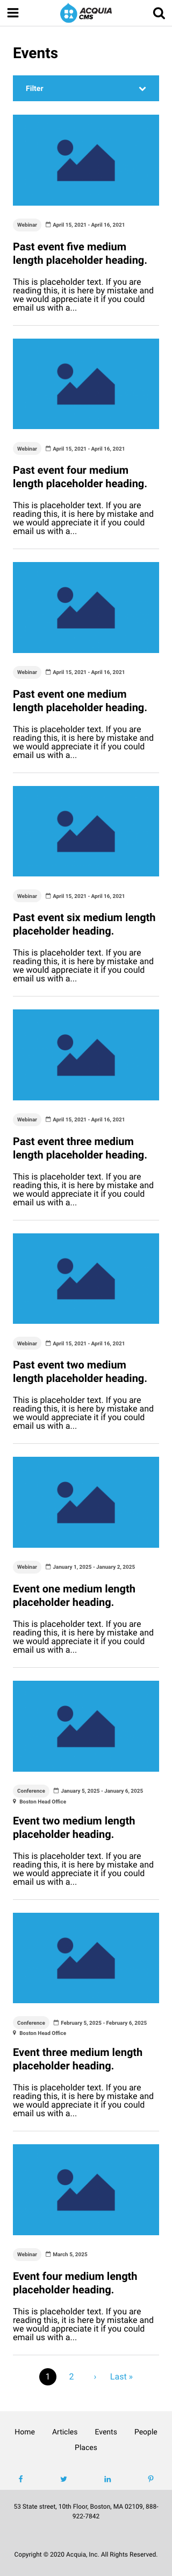 ACQUIA
CMS
Events
Filter
Webinar April 15, 2021 - April 16, 2021
Past event five medium
length placeholder heading.
This is placeholder text. If you are
reading this, it is here by mistake and
we would appreciate it if you could
email us with a...
Webinar April 15, 2021 - April 16, 2021
Past event four medium
length placeholder heading.
This is placeholder text. If you are
reading this, it is here by mistake and
we would appreciate it if you could
email us with a...
Webinar April 15, 2021 - April 16, 2021
Past event one medium
length placeholder heading.
This is placeholder text. If you are
reading this, it is here by mistake and
we would appreciate it if you could
email us with a...
Webinar April 15, 2021 - April 16, 2021
Past event six medium length
placeholder heading.
This is placeholder text. If you are
reading this, it is here by mistake and
we would appreciate it if you could
email us with a...
Webinar April 15, 2021 - April 16, 2021
Past event three medium
length placeholder heading.
This is placeholder text. If you are
reading this, it is here by mistake and
we would appreciate it if you could
email us with a...
Webinar April 15, 2021 - April 16, 2021
Past event two medium
length placeholder heading.
This is placeholder text. If you are
reading this, it is here by mistake and
we would appreciate it if you could
email us with a...
Webinar January 1, 2025 - January 2, 2025
Event one medium length
placeholder heading.
This is placeholder text. If you are
reading this, it is here by mistake and
we would appreciate it if you could
email us with a...
Conference January 5, 2025 - January 6, 2025
Boston Head Office
Event two medium length
placeholder heading.
This is placeholder text. If you are
reading this, it is here by mistake and
we would appreciate it if you could
email us with a...
Conference February 5, 2025 - February 6, 2025
Boston Head Office
Event three medium length
placeholder heading.
This is placeholder text. If you are
reading this, it is here by mistake and
we would appreciate it if you could
email us with a...
Webinar March 5, 2025
Event four medium length
placeholder heading.
This is placeholder text. If you are
reading this, it is here by mistake and
we would appreciate it if you could
email us with a...
1 2 › Last »
Home Articles Events People
Places
53 State street, 10th Floor, Boston, MA 02109, 888-
922-7842
Copyright © 2020 Acquia, Inc. All Rights Reserved.